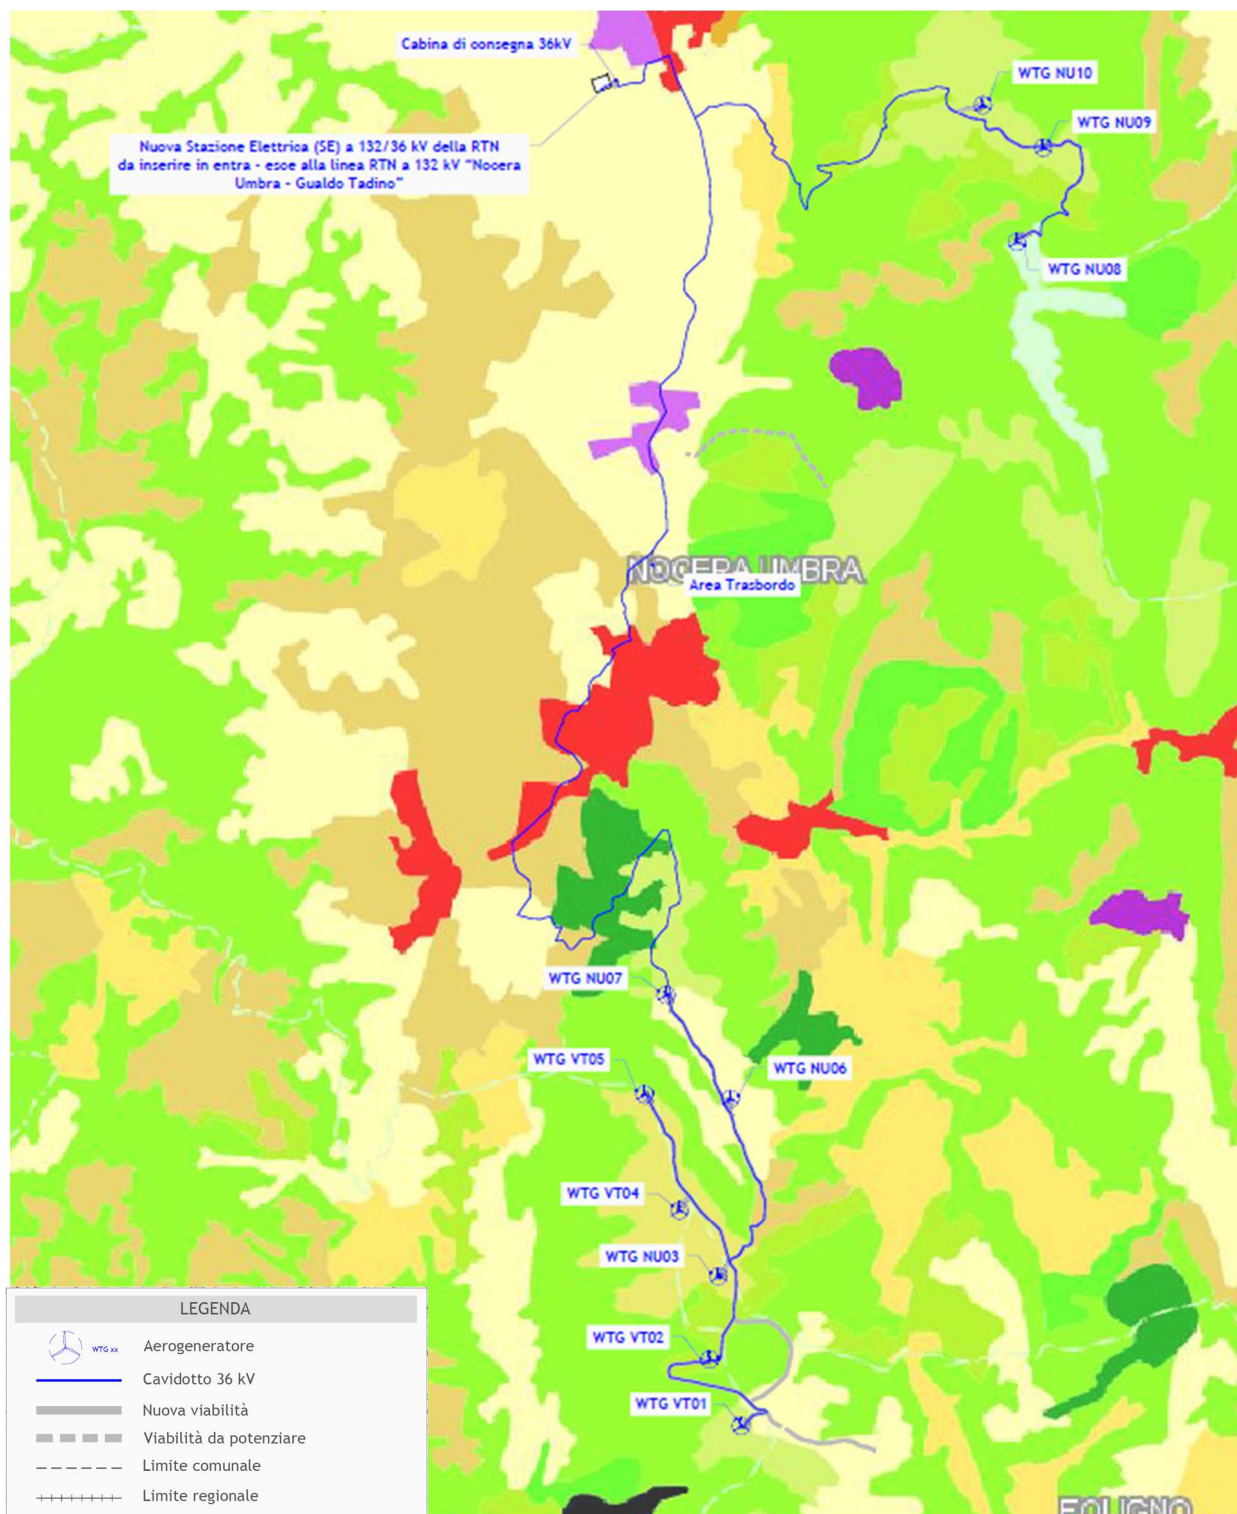 Cabina di consegna 36kV
WTG NU10
WTG NU09
Nuova Stazione Elettrica (SE) a 132/36 kV della RTN
da inserire in entra - esce alla linea RTN a 132 kV "Nocera
Umbra - Gualdo Tadino"
WTG NU08
NOCERA UMBRA
Area Trasbordo
WTG NU07
WTG VT05
WTG NU06
WTG VT04
WTG NU03
WTG VT02
WTG VT01
LEGENDA
WTG xx
Aerogeneratore
Cavidotto 36 kV
Nuova viabilità
Viabilità da potenziare
Limite comunale
Limite regionale
FOLIGNO